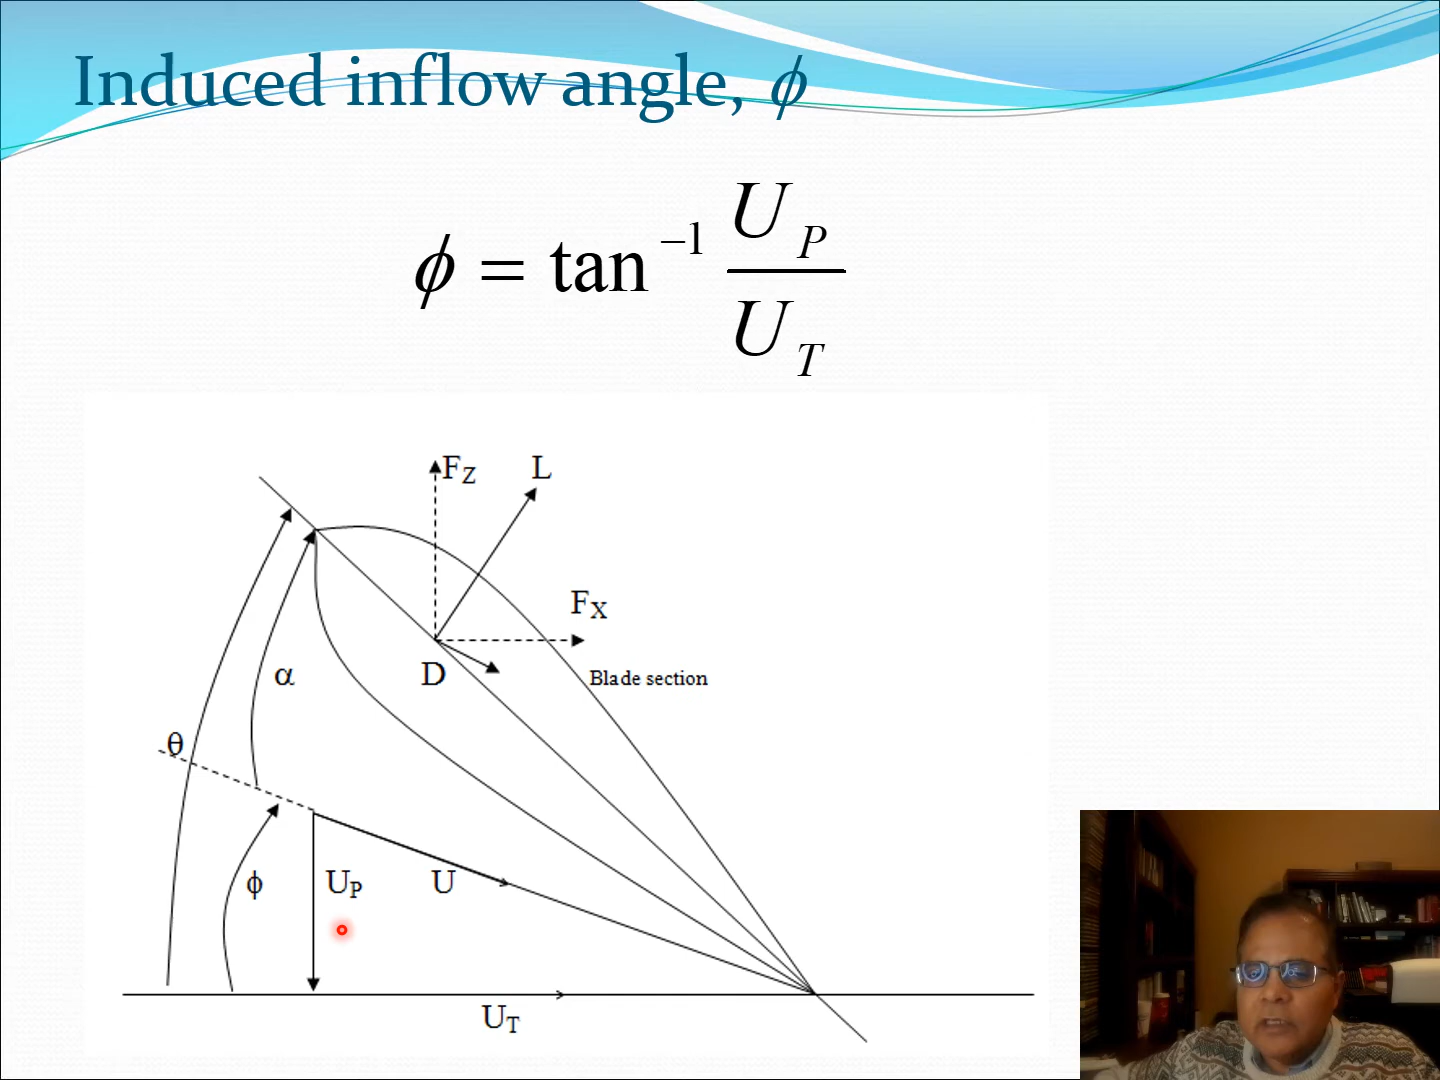 Induced inflow angle, ϕ
ϕ = tan⁻¹ U_P / U_T
F_Z L
F_X
α D Blade section
θ
ϕ U_P U
U_T